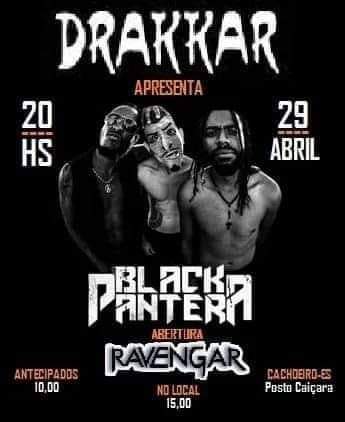 DRAKKAR
APRESENTA
20
HS
29
ABRIL
BLACK
PANTERA
ABERTURA
RAVENGAR
ANTECIPADOS
10,00
NO LOCAL
15,00
CACHOEIRO-ES
Posto Caiçara